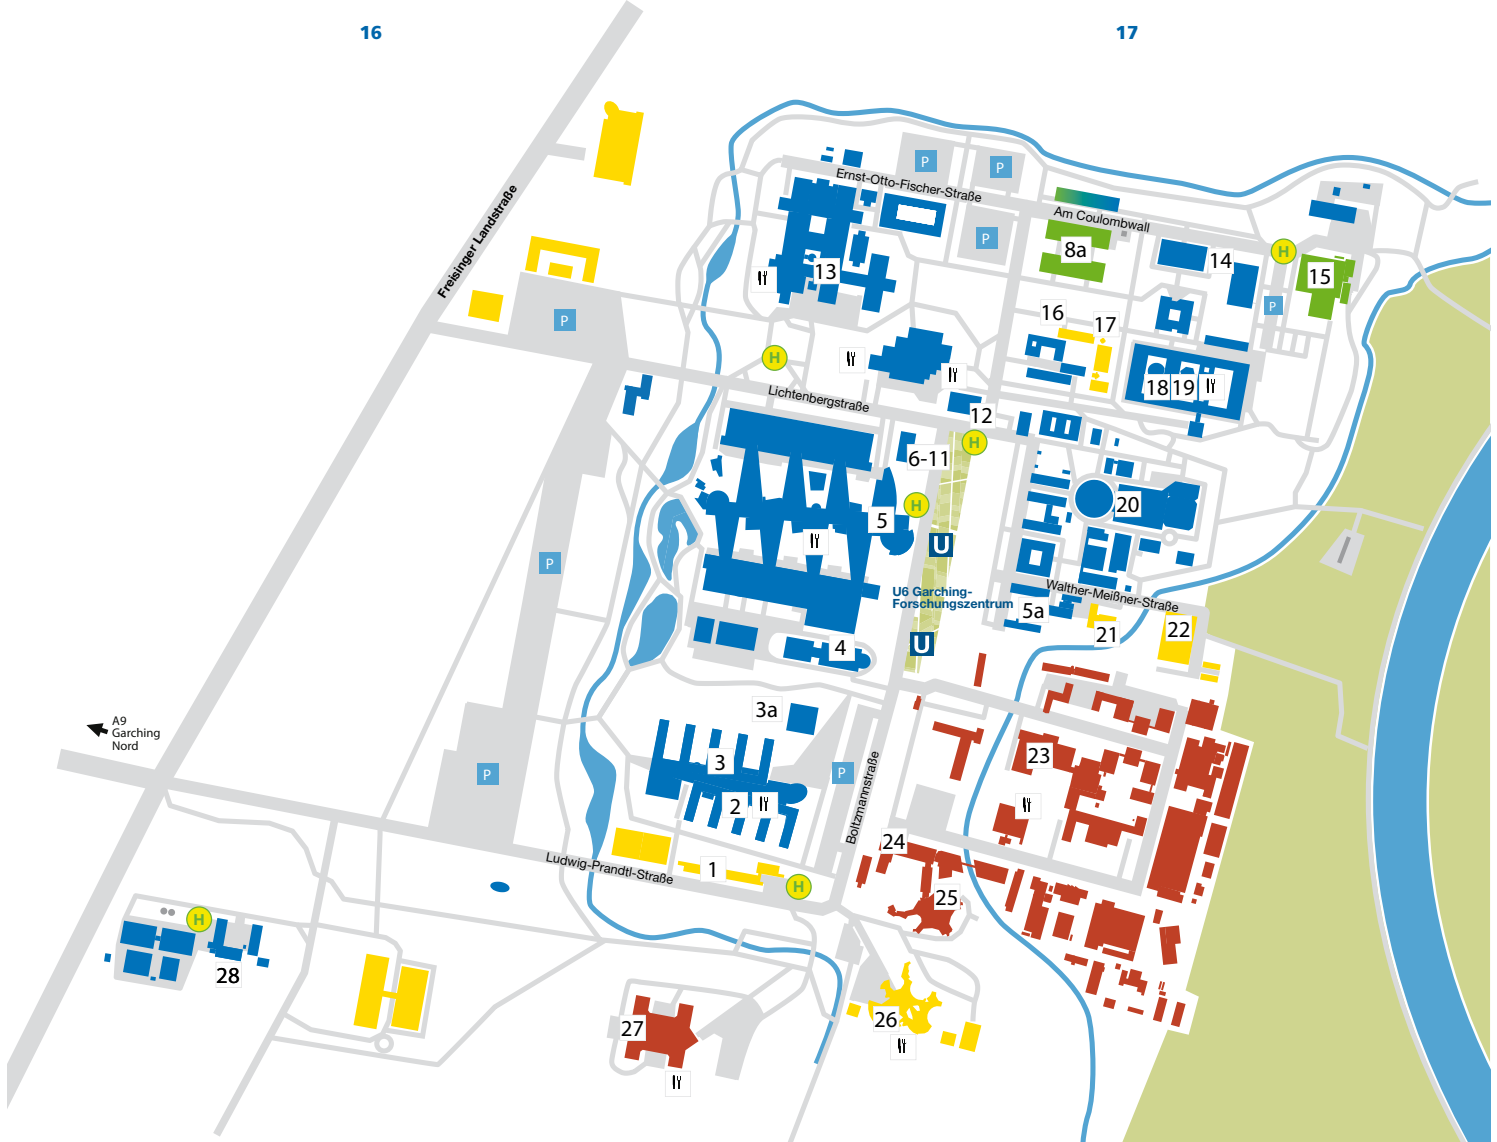 16
17
P
P
Ernst-Otto-Fischer-Straße
Am Coulombwall
Freisinger Landstraße
P
8a
H
14
13
15
P
P
16
17
H
18
19
Lichtenbergstraße
12
H
6-11
H
20
5
U
P
U6 Garching-
Forschungszentrum
Walther-Meißner-Straße
5a
21
22
U
4
3a
A9
Garching
Nord
3
23
P
P
2
Boltzmannstraße
24
Ludwig-Prandtl-Straße
1
H
25
H
28
26
27